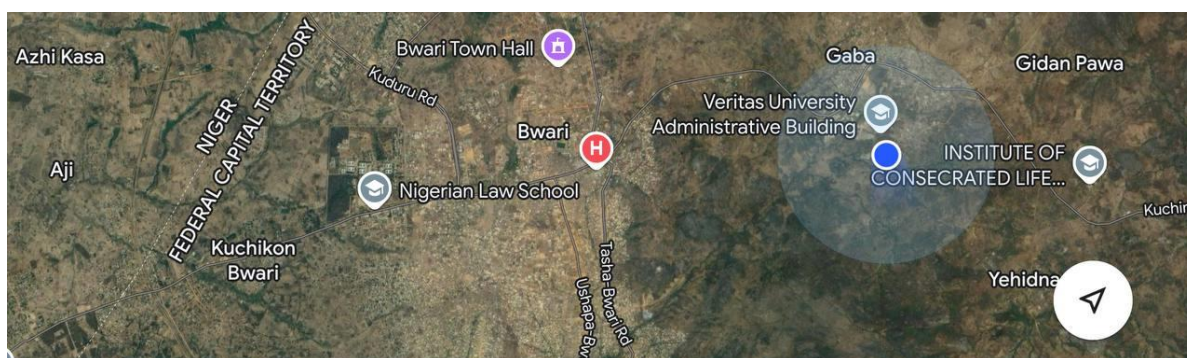 Azhi Kasa
NIGER
FEDERAL CAPITAL TERRITORY
Kuduru Rd
Bwari Town Hall
Gaba
Gidan Pawa
Veritas University
Administrative Building
Bwari
H
INSTITUTE OF
CONSECRATED LIFE...
Aji
Nigerian Law School
Kuchin
Kuchikon
Bwari
Tasha-Bwari Rd
Ushapa-Bw
Yehidna